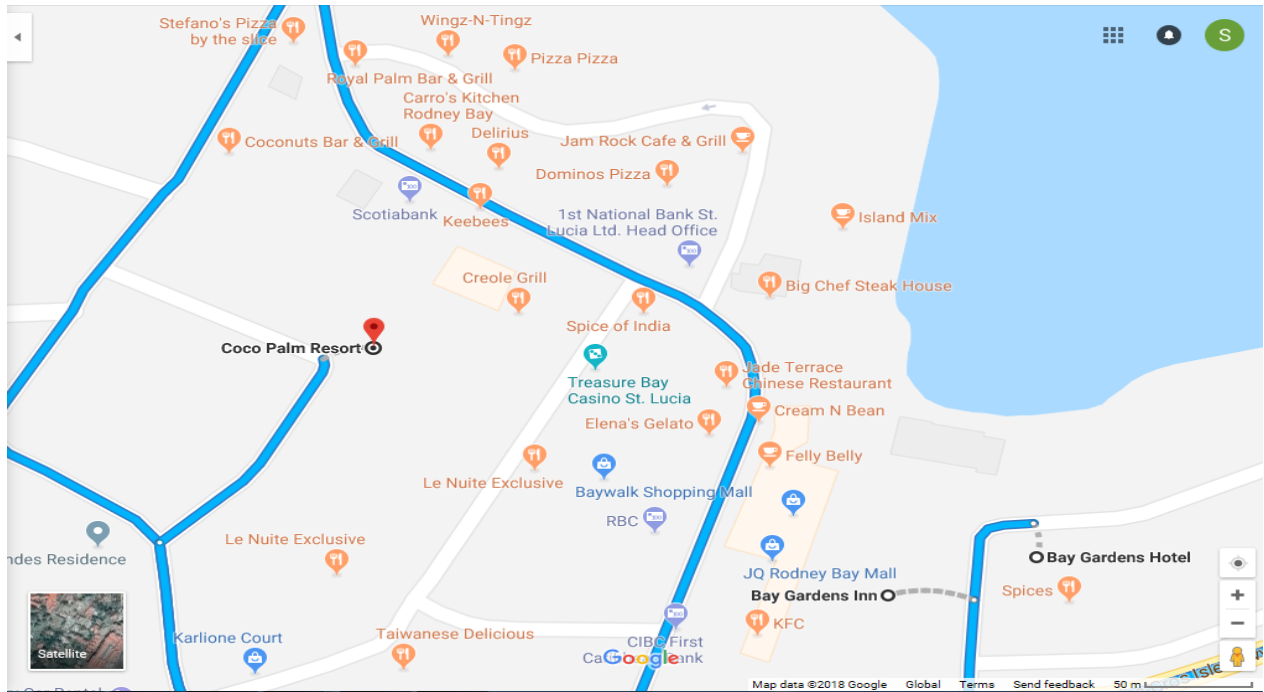 Stefano's Pizza
by the slice
Wingz-N-Tingz
Pizza Pizza
S
Royal Palm Bar & Grill
Carro's Kitchen
Rodney Bay
Coconuts Bar & Grill
Delirius
Jam Rock Cafe & Grill
Dominos Pizza
Scotiabank
Keebees
1st National Bank St.
Lucia Ltd. Head Office
Island Mix
Creole Grill
Big Chef Steak House
Spice of India
Coco Palm Resort
Treasure Bay
Casino St. Lucia
Jade Terrace
Chinese Restaurant
Cream N Bean
Elena's Gelato
Felly Belly
Le Nuite Exclusive
Baywalk Shopping Mall
RBC
Le Nuite Exclusive
ndes Residence
JQ Rodney Bay Mall
Bay Gardens Hotel
Bay Gardens Inn
Spices
KFC
Karlione Court
Taiwanese Delicious
CIBC First
Google
Satellite
Car Rental
Map data ©2018 Google Global Terms Send feedback 50 m